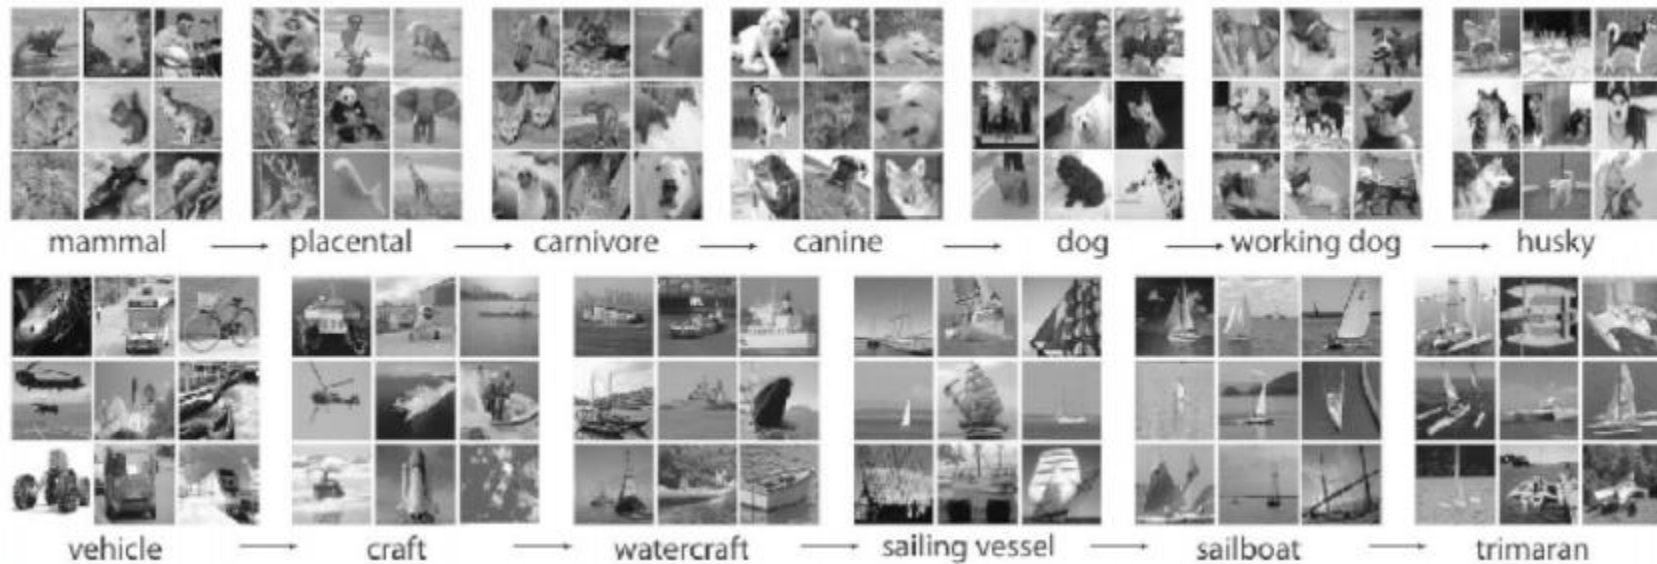 mammal → placental → carnivore → canine → dog → working dog → husky
vehicle → craft → watercraft → sailing vessel → sailboat → trimaran